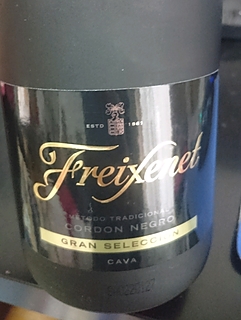 ESTD 1861
Freixenet
MÉTODO TRADICIONAL
CORDON NEGRO
GRAN SELECCIÓN
CAVA